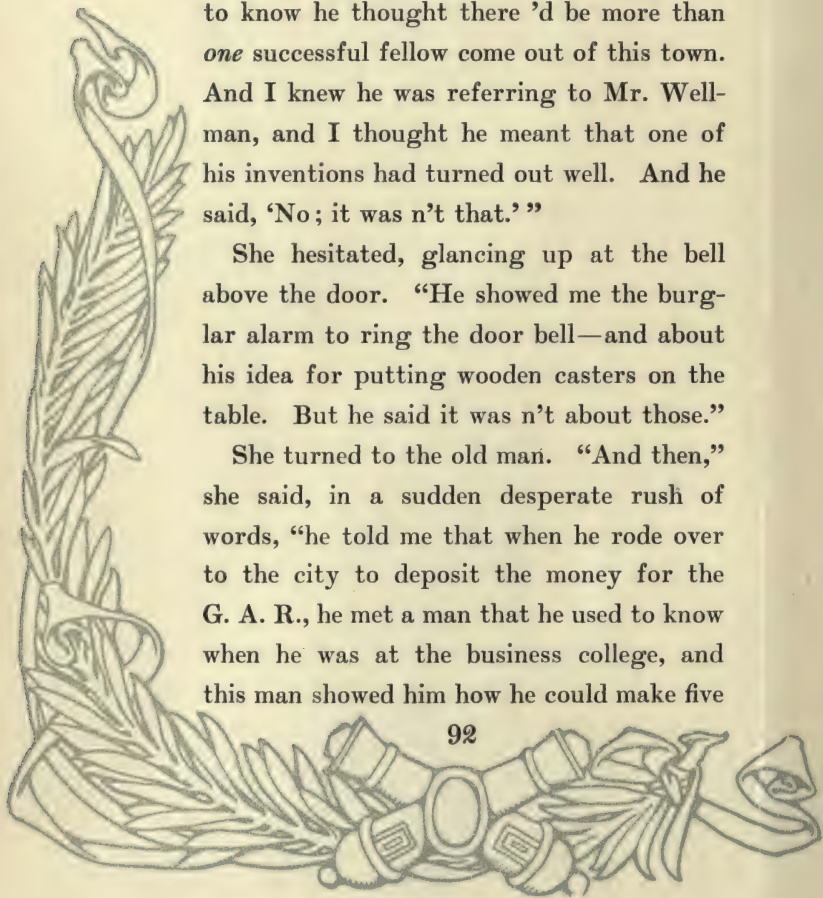 to know he thought there 'd be more than
one successful fellow come out of this town.
And I knew he was referring to Mr. Well-
man, and I thought he meant that one of
his inventions had turned out well. And he
said, ‘No; it was n't that.’ ”
She hesitated, glancing up at the bell
above the door. “He showed me the burg-
lar alarm to ring the door bell—and about
his idea for putting wooden casters on the
table. But he said it was n't about those.”
She turned to the old man. “And then,”
she said, in a sudden desperate rush of
words, “he told me that when he rode over
to the city to deposit the money for the
G. A. R., he met a man that he used to know
when he was at the business college, and
this man showed him how he could make five
92